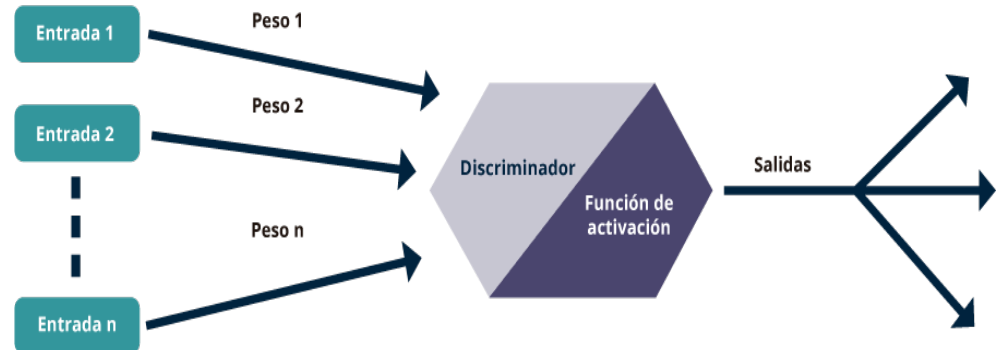 Entrada 1
Peso 1
Entrada 2
Peso 2
Discriminador
Función de
activación
Salidas
Peso n
Entrada n